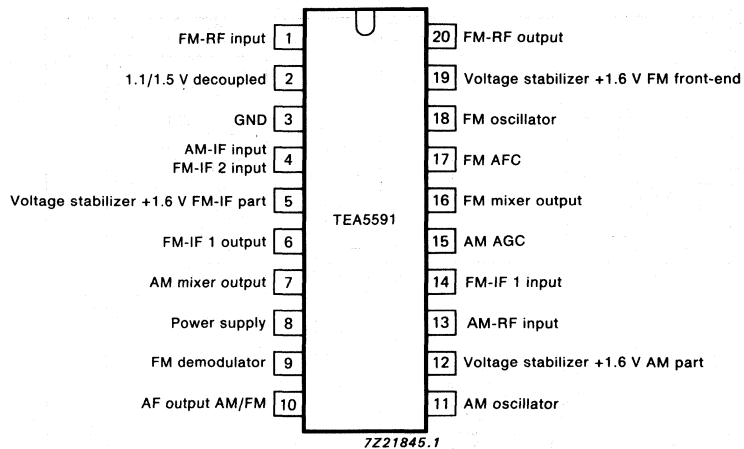 FM-RF input 1
1.1/1.5 V decoupled 2
GND 3
AM-IF input
FM-IF 2 input 4
Voltage stabilizer +1.6 V FM-IF part 5
FM-IF 1 output 6
AM mixer output 7
Power supply 8
FM demodulator 9
AF output AM/FM 10
TEA5591
20 FM-RF output
19 Voltage stabilizer +1.6 V FM front-end
18 FM oscillator
17 FM AFC
16 FM mixer output
15 AM AGC
14 FM-IF 1 input
13 AM-RF input
12 Voltage stabilizer +1.6 V AM part
11 AM oscillator
7Z21845.1